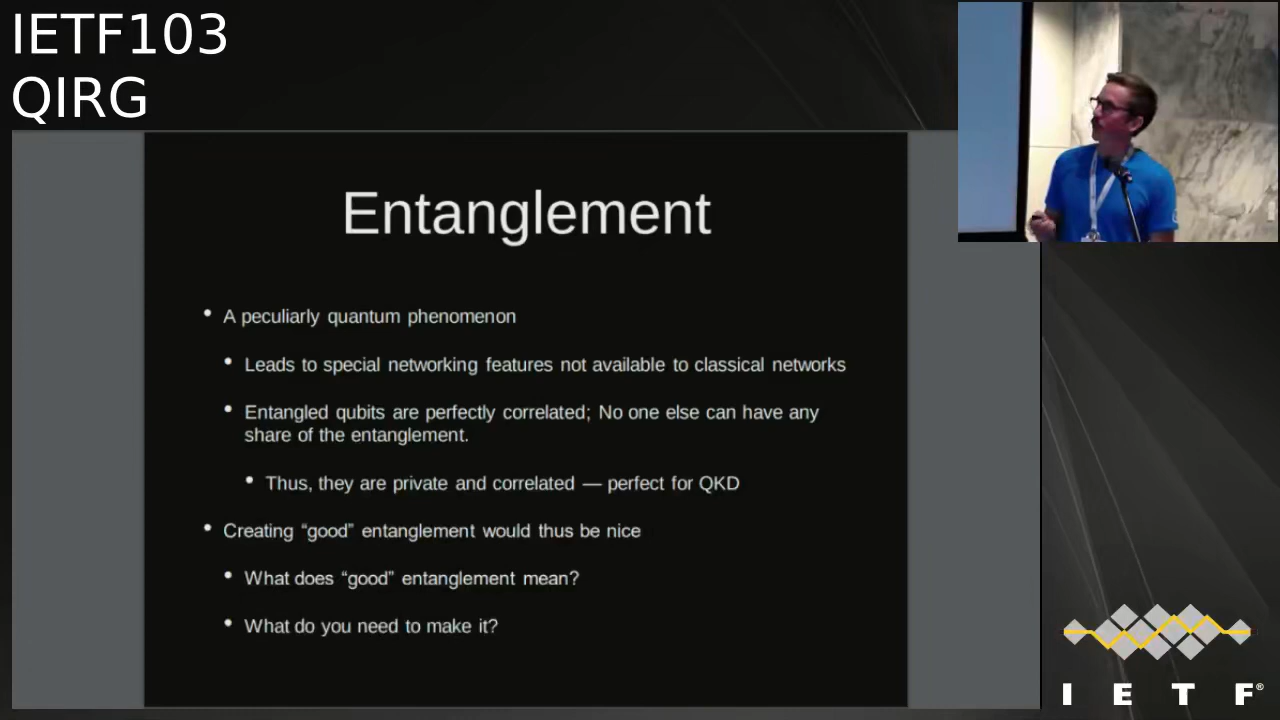 IETF103
QIRG
Entanglement
• A peculiarly quantum phenomenon
• Leads to special networking features not available to classical networks
• Entangled qubits are perfectly correlated; No one else can have any
share of the entanglement.
• Thus, they are private and correlated — perfect for QKD
• Creating “good” entanglement would thus be nice
• What does “good” entanglement mean?
• What do you need to make it?
I E T F®